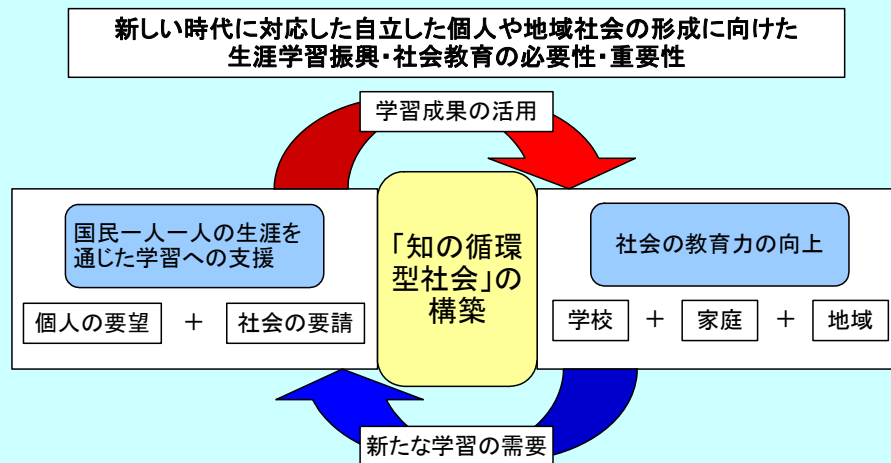 新しい時代に対応した自立した個人や地域社会の形成に向けた
生涯学習振興・社会教育の必要性・重要性
学習成果の活用
国民一人一人の生涯を
通じた学習への支援
個人の要望 + 社会の要請
「知の循環
型社会」の
構築
社会の教育力の向上
学校 + 家庭 + 地域
新たな学習の需要